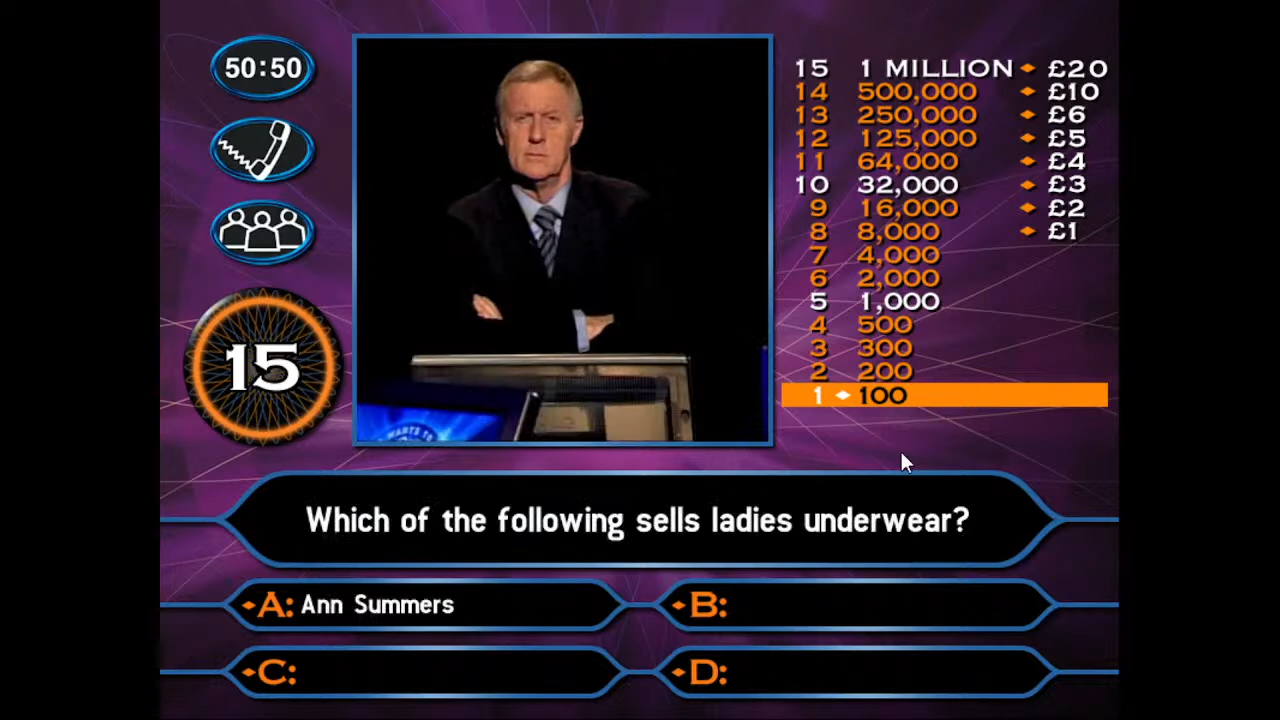 50:50
15 1 MILLION £20
14 500,000 £10
13 250,000 £6
12 125,000 £5
11 64,000 £4
10 32,000 £3
9 16,000 £2
8 8,000 £1
7 4,000
6 2,000
5 1,000
4 500
3 300
2 200
1 100
15
WANTS TO
Which of the following sells ladies underwear?
A: Ann Summers
B:
C:
D: